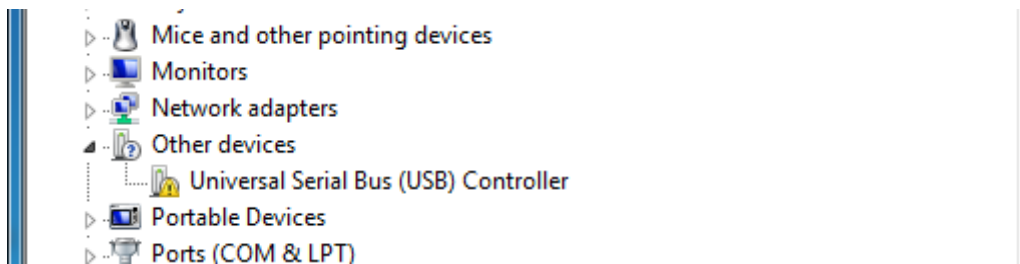 Mice and other pointing devices
Monitors
Network adapters
Other devices
Universal Serial Bus (USB) Controller
Portable Devices
Ports (COM & LPT)